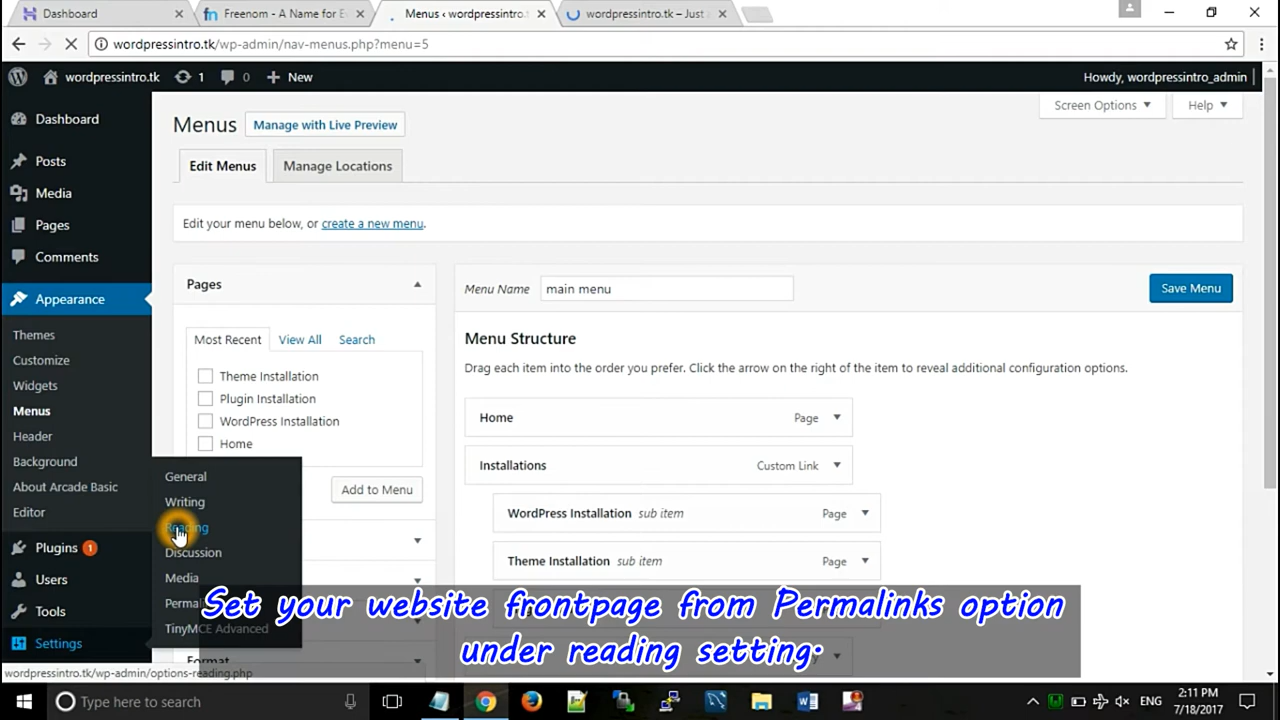 Dashboard
Freenom - A Name for E
Menus ‹ wordpressintro.t
wordpressintro.tk – Just a
wordpressintro.tk/wp-admin/nav-menus.php?menu=5
wordpressintro.tk 1 0 New
Howdy, wordpressintro_admin
Screen Options
Help
Dashboard
Posts
Media
Pages
Comments
Appearance
Themes
Customize
Widgets
Menus
Header
Background
About Arcade Basic
Editor
Plugins 1
Users
Tools
Settings
General
Writing
Reading
Discussion
Media
TinyMCE Advanced
Menus
Manage with Live Preview
Edit Menus
Manage Locations
Edit your menu below, or create a new menu.
Pages
Most Recent
View All
Search
Theme Installation
Plugin Installation
WordPress Installation
Home
Add to Menu
Format
Menu Name main menu
Save Menu
Menu Structure
Drag each item into the order you prefer. Click the arrow on the right of the item to reveal additional configuration options.
Home Page
Installations Custom Link
WordPress Installation sub item Page
Theme Installation sub item Page
Set your website frontpage from Permalinks option
under reading setting.
wordpressintro.tk/wp-admin/options-reading.php
Type here to search
ENG
2:11 PM
7/18/2017